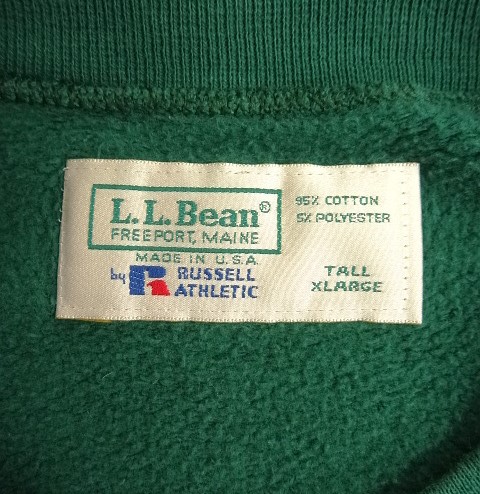 L.L.Bean®
FREEPORT, MAINE
MADE IN U.S.A.
by RUSSELL
ATHLETIC
95% COTTON
5% POLYESTER
TALL
XLARGE